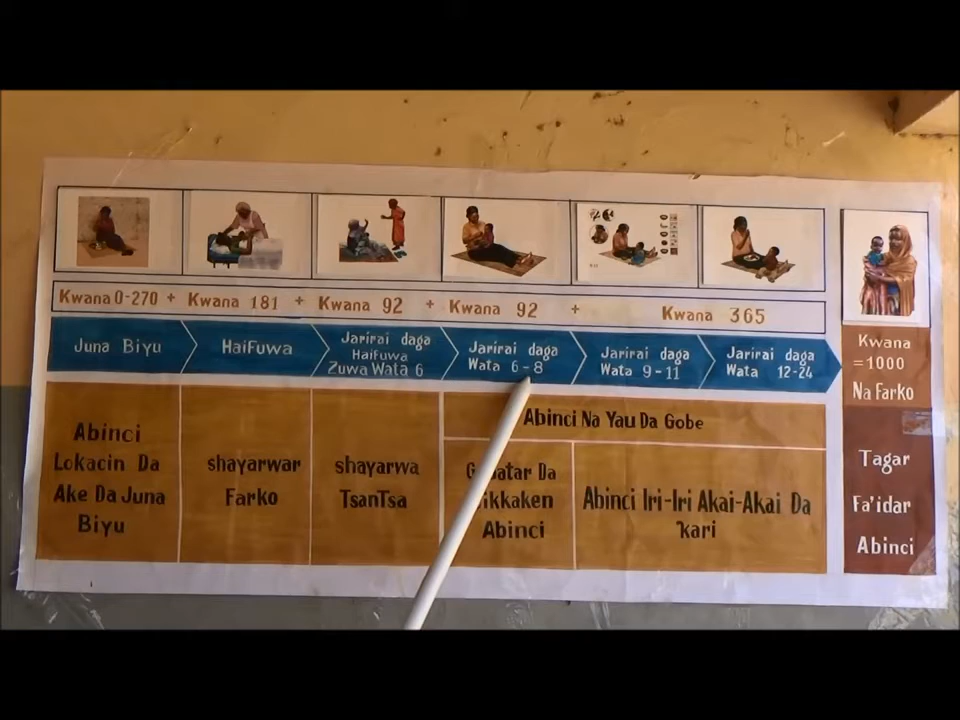 Kwana 0-270 + Kwana 181 + Kwana 92 + Kwana 92 + Kwana 365
Juna Biyu
Haifuwa
Jarirai daga
Haifuwa
Zuwa Wata 6
Jarirai daga
Wata 6-8
Jarirai daga
Wata 9-11
Jarirai daga
Wata 12-24
Kwana
=1000
Na Farko
Abinci
Lokacin Da
Ake Da Juna
Biyu
shayarwar
Farko
shayarwa
TsanTsa
Abinci Na Yau Da Gobe
Da
Abinci
Abinci Iri-Iri Akai-Akai Da
Ƙari
Tagar
Fa'idar
Abinci